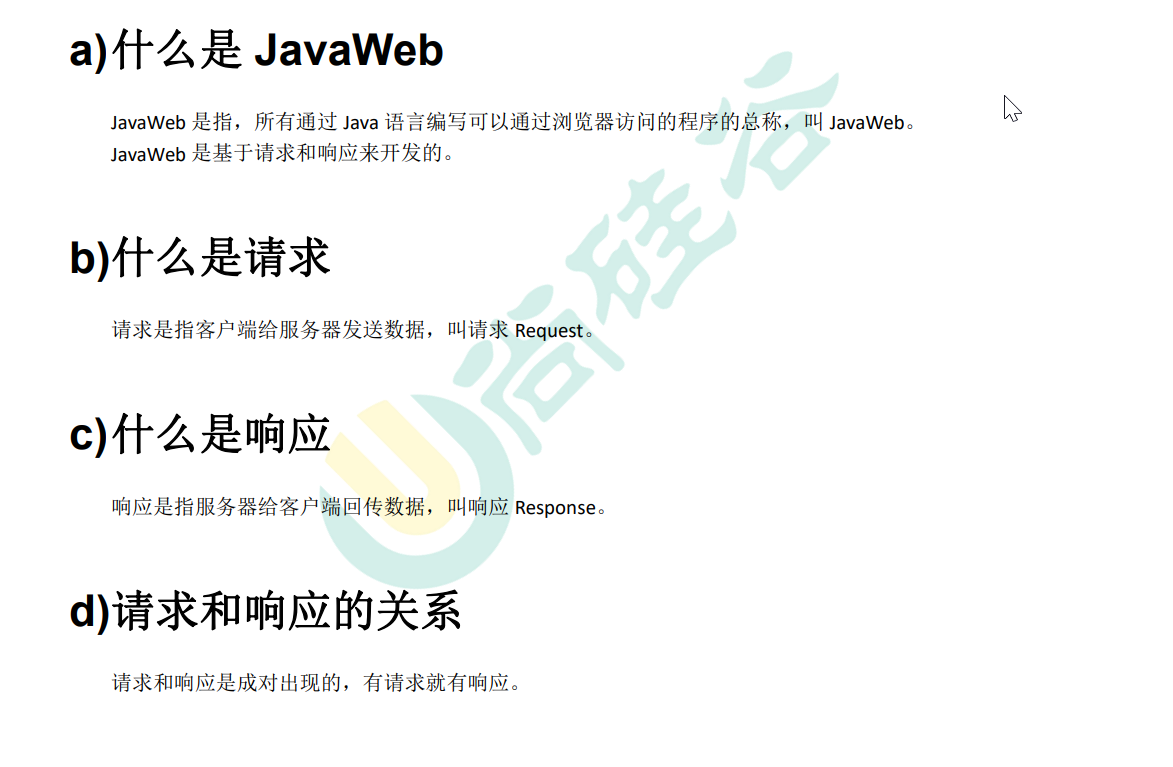 a)什么是 JavaWeb
JavaWeb 是指，所有通过 Java 语言编写可以通过浏览器访问的程序的总称，叫 JavaWeb。
JavaWeb 是基于请求和响应来开发的。
b)什么是请求
请求是指客户端给服务器发送数据，叫请求 Request。
c)什么是响应
响应是指服务器给客户端回传数据，叫响应 Response。
d)请求和响应的关系
请求和响应是成对出现的，有请求就有响应。
尚硅谷